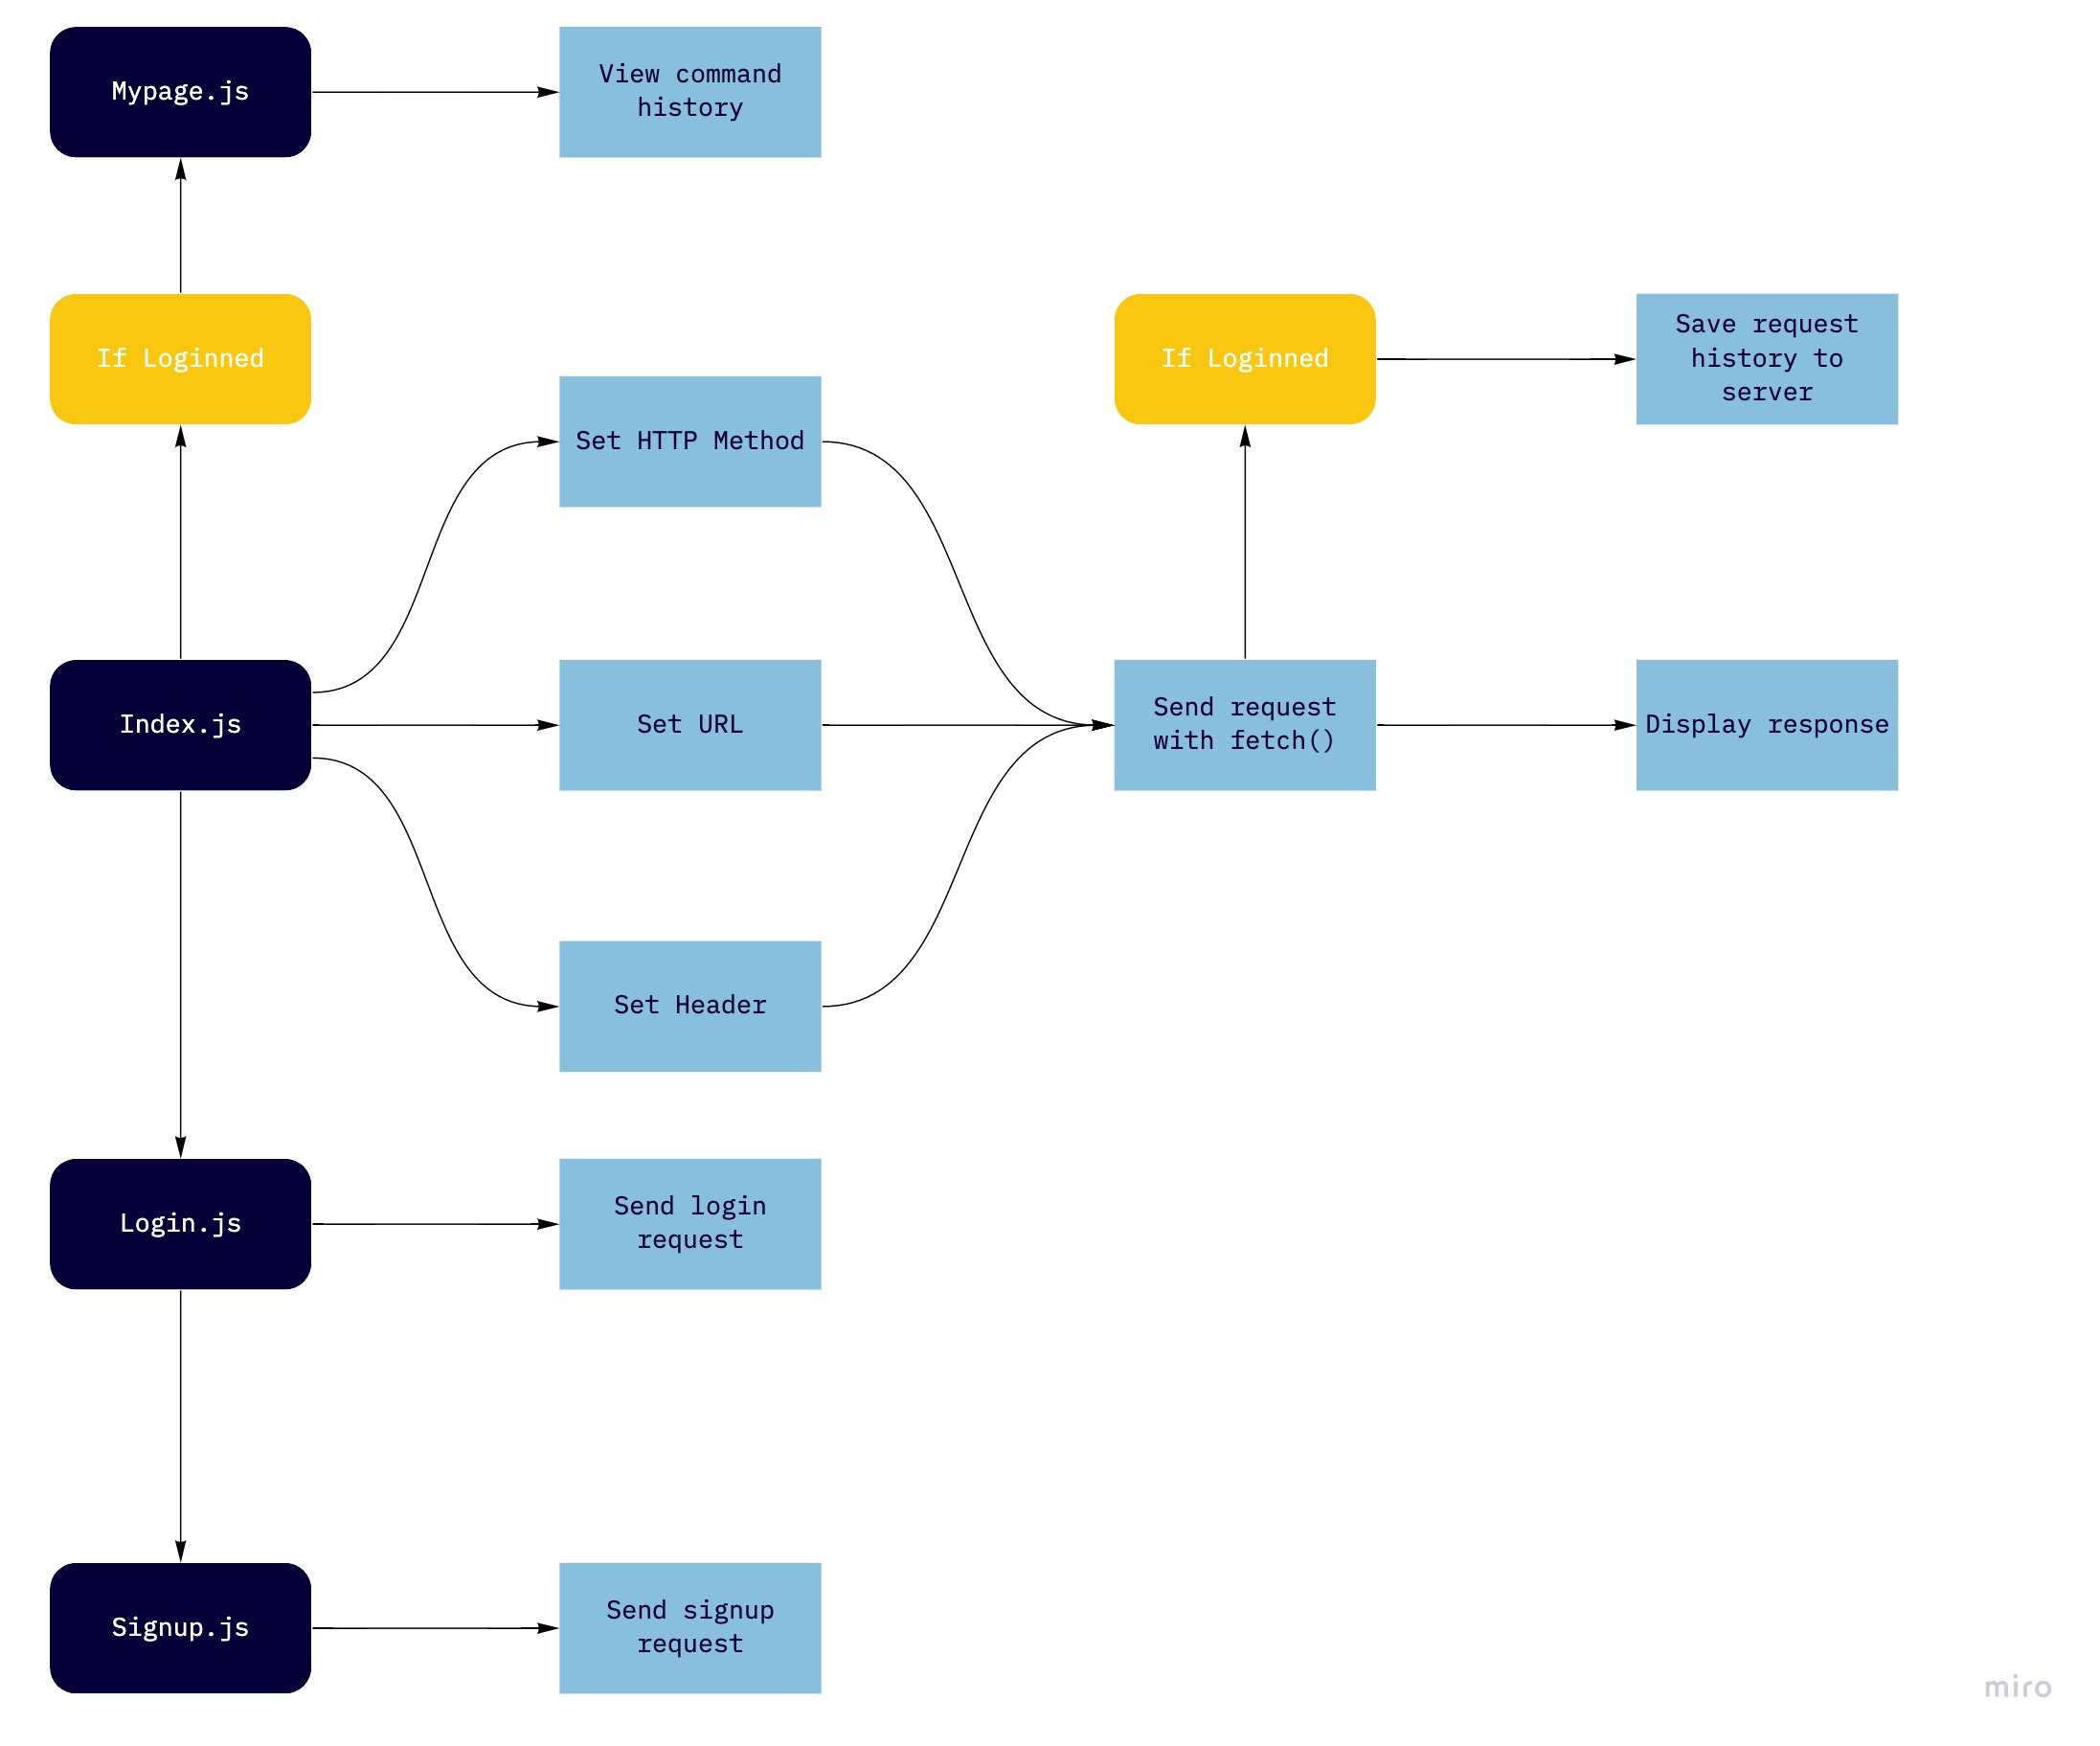 Mypage.js
View command
history
If Loginned
If Loginned
Save request
history to
server
Set HTTP Method
Index.js
Set URL
Send request
with fetch()
Display response
Set Header
Login.js
Send login
request
Signup.js
Send signup
request
miro